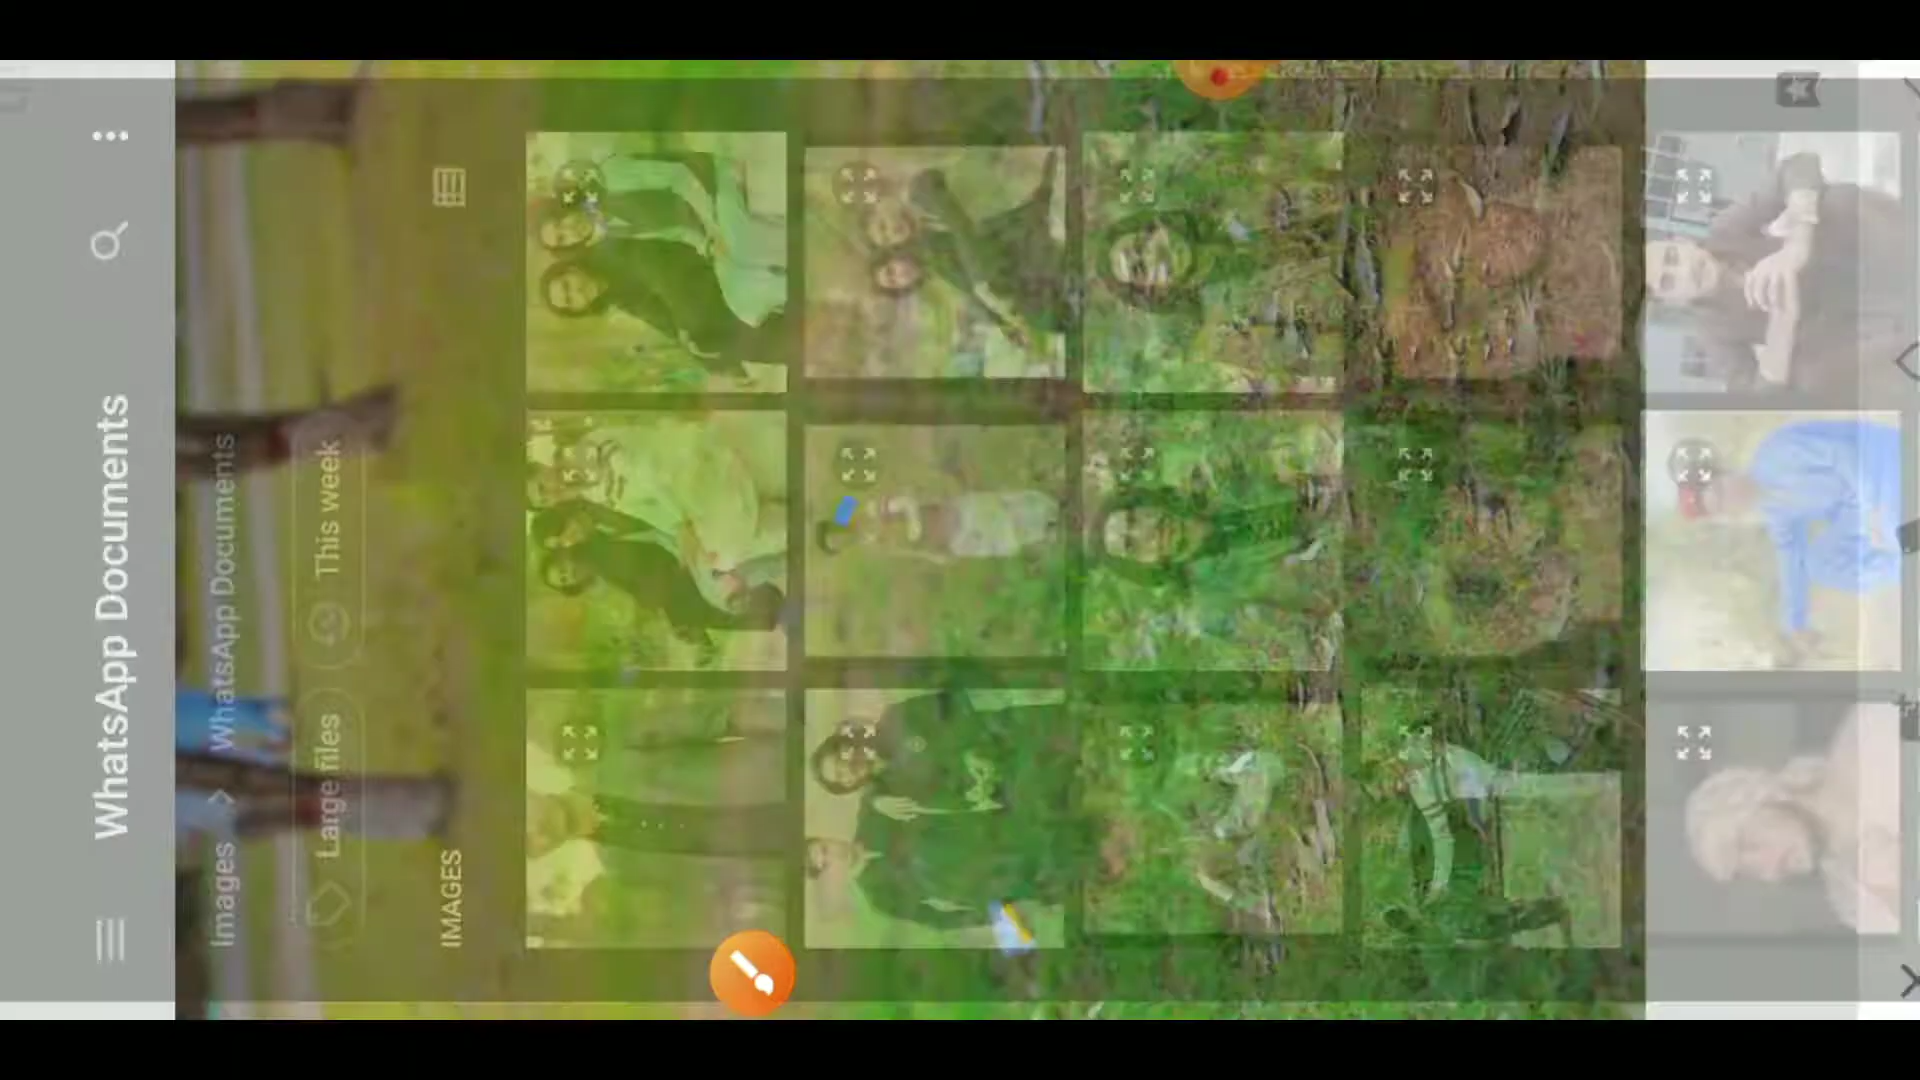 WhatsApp Documents
Images > WhatsApp Documents
Large files
This week
IMAGES